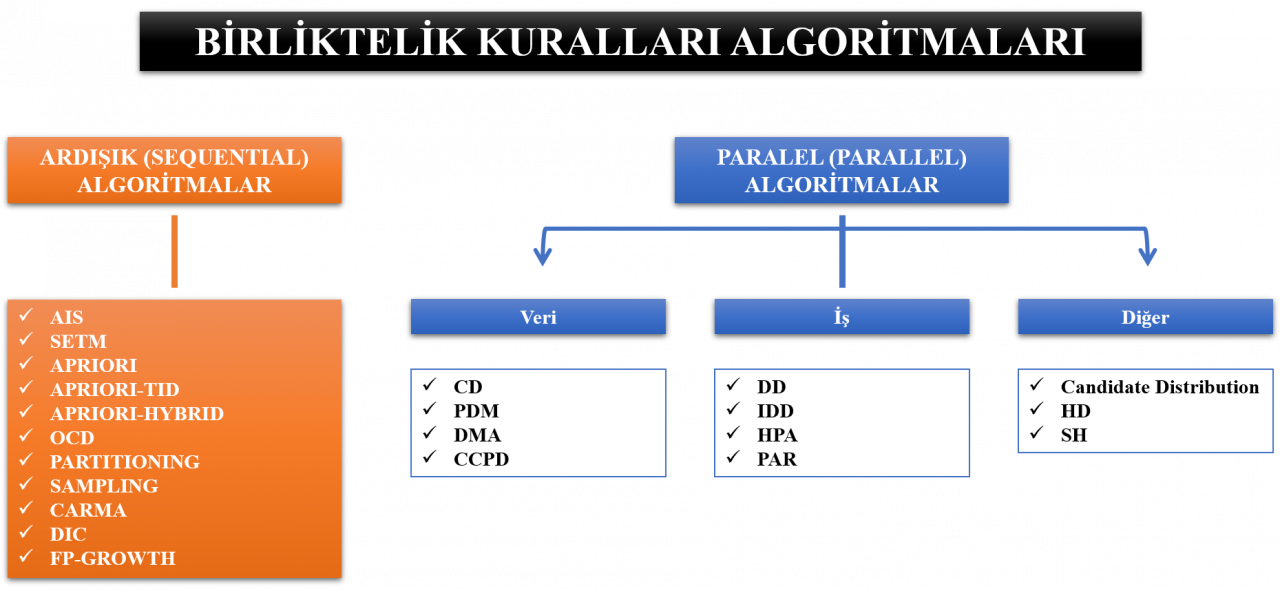 BİRLİKTELİK KURALLARI ALGORİTMALARI
ARDIŞIK (SEQUENTIAL)
ALGORİTMALAR
AIS
SETM
APRIORI
APRIORI-TID
APRIORI-HYBRID
OCD
PARTITIONING
SAMPLING
CARMA
DIC
FP-GROWTH
PARALEL (PARALLEL)
ALGORİTMALAR
Veri
CD
PDM
DMA
CCPD
İş
DD
IDD
HPA
PAR
Diğer
Candidate Distribution
HD
SH